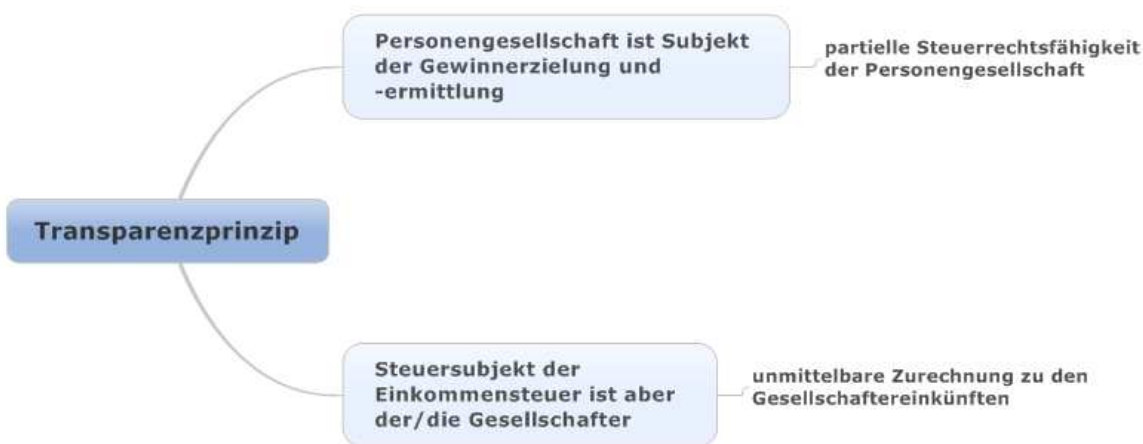 Personengesellschaft ist Subjekt
der Gewinnerzielung und
-ermittlung
partielle Steuerrechtsfähigkeit
der Personengesellschaft
Transparenzprinzip
Steuersubjekt der
Einkommensteuer ist aber
der/die Gesellschafter
unmittelbare Zurechnung zu den
Gesellschaftereinkünften